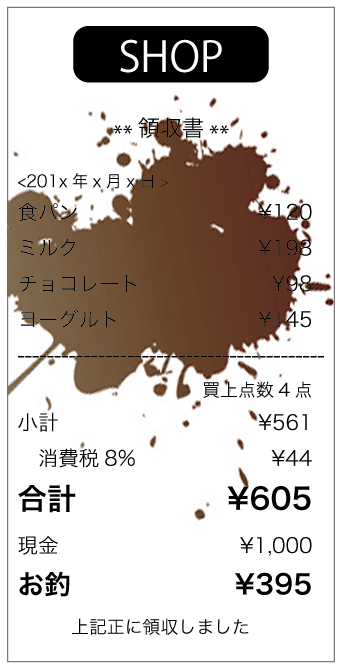 SHOP
** 領収書 **
<201x 年 x 月 x 日 >
食パン ¥120
ミルク ¥198
チョコレート ¥98
ヨーグルト ¥145
買上点数 4 点
小計 ¥561
消費税 8% ¥44
合計 ¥605
現金 ¥1,000
お釣 ¥395
上記正に領収しました